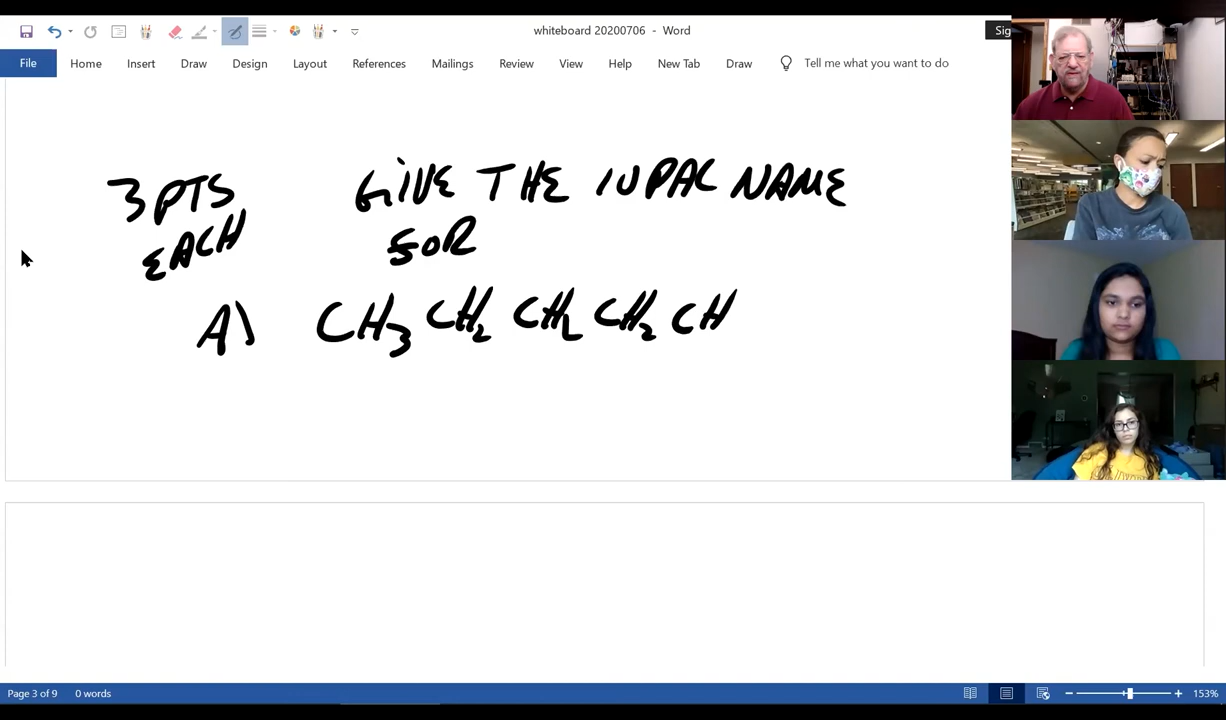 whiteboard 20200706 - Word
Sig
File Home Insert Draw Design Layout References Mailings Review View Help New Tab Draw Tell me what you want to do
3 PTS GIVE THE IUPAC NAME
EACH FOR
A) CH3 CH2 CH2 CH2 CH
Page 3 of 9 0 words 153%